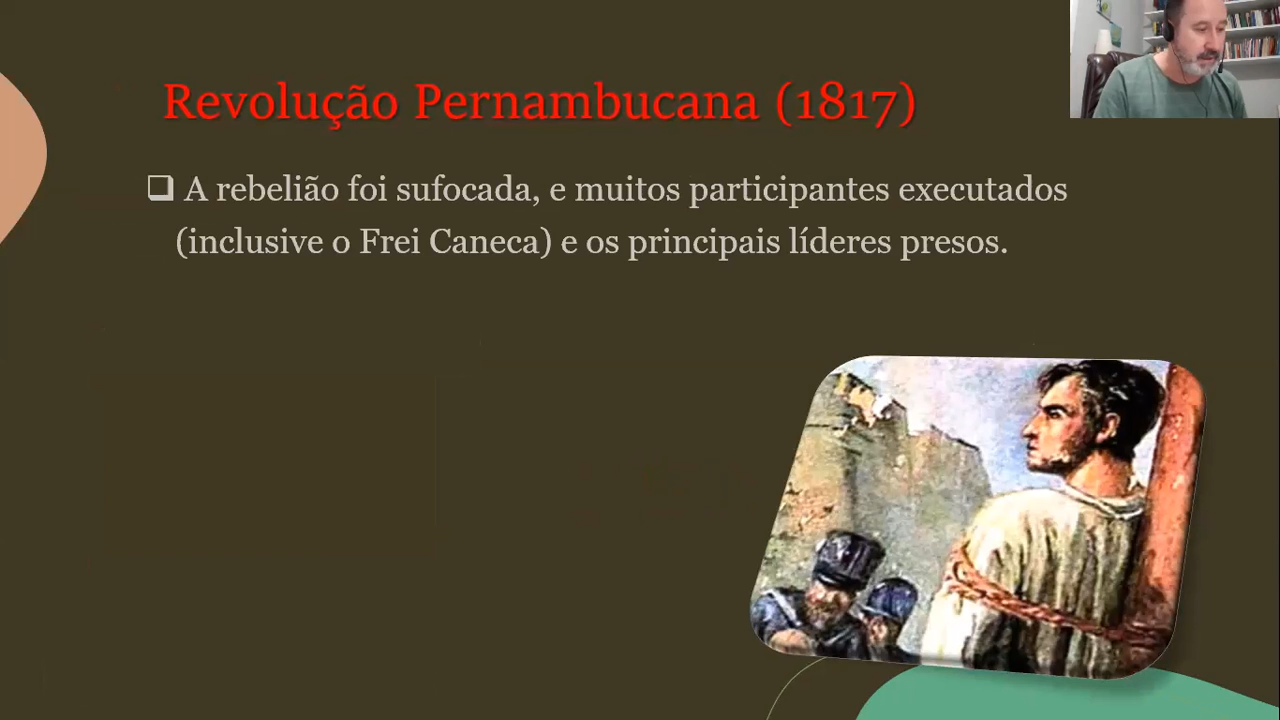 Revolução Pernambucana (1817)
❑ A rebelião foi sufocada, e muitos participantes executados
(inclusive o Frei Caneca) e os principais líderes presos.